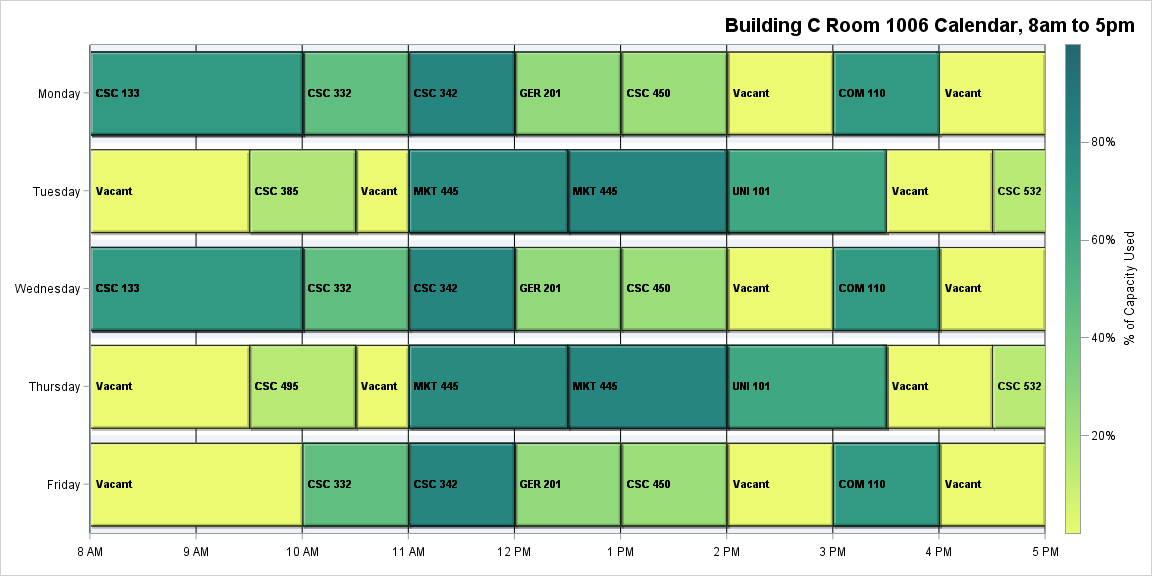 Building C Room 1006 Calendar, 8am to 5pm
Monday
CSC 133
CSC 332
CSC 342
GER 201
CSC 450
Vacant
COM 110
Vacant
Tuesday
Vacant
CSC 385
Vacant
MKT 445
MKT 445
UNI 101
Vacant
CSC 532
Wednesday
CSC 133
CSC 332
CSC 342
GER 201
CSC 450
Vacant
COM 110
Vacant
Thursday
Vacant
CSC 495
Vacant
MKT 445
MKT 445
UNI 101
Vacant
CSC 532
Friday
Vacant
CSC 332
CSC 342
GER 201
CSC 450
Vacant
COM 110
Vacant
8 AM
9 AM
10 AM
11 AM
12 PM
1 PM
2 PM
3 PM
4 PM
5 PM
80%
60%
40%
20%
% of Capacity Used